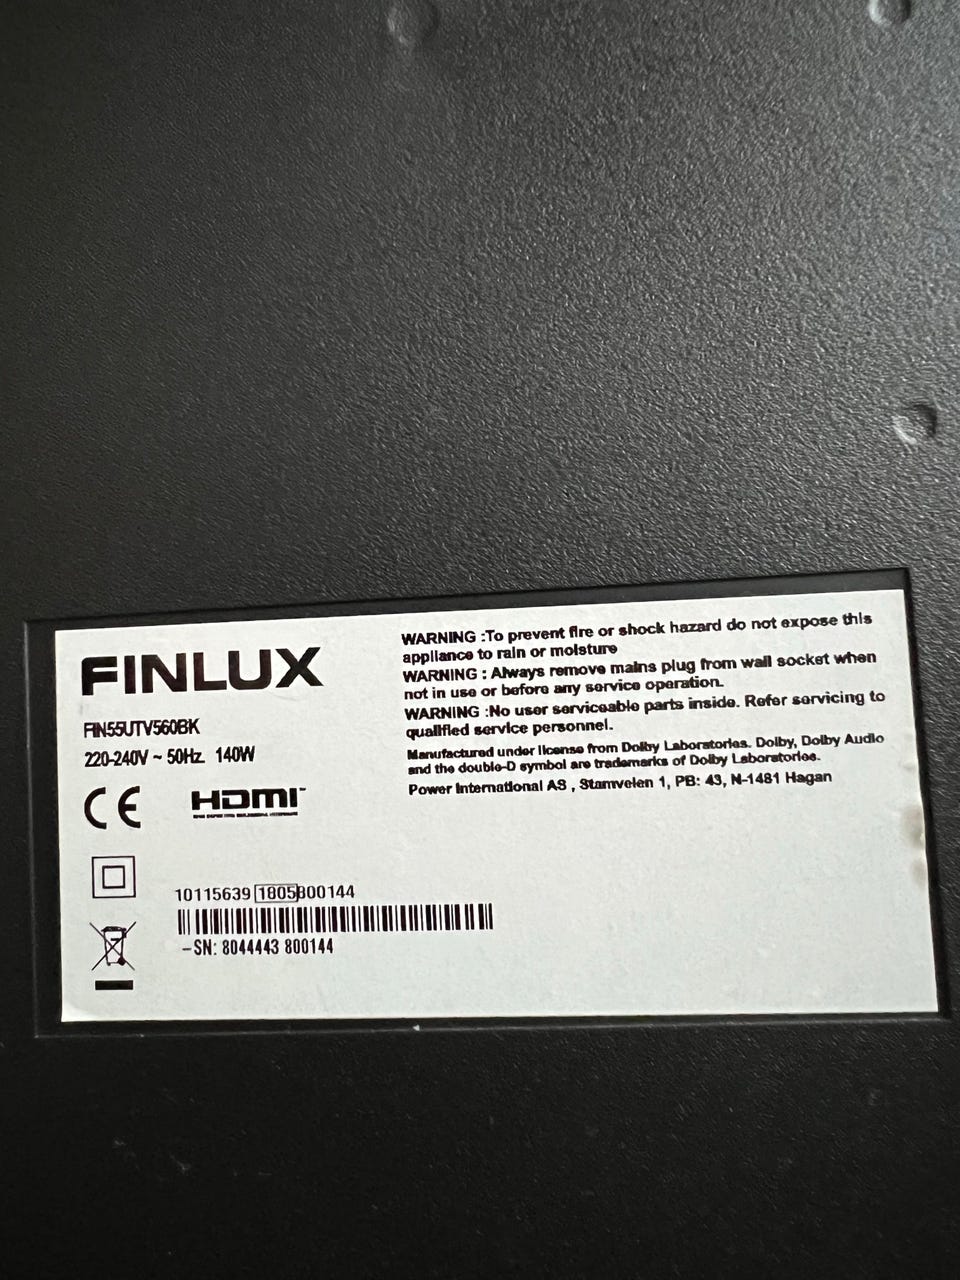 FINLUX
FIN55UTV560BK
220-240V ~ 50Hz 140W
CE HDMI
WARNING :To prevent fire or shock hazard do not expose this
appliance to rain or moisture
WARNING : Always remove mains plug from wall socket when
not in use or before any service operation.
WARNING :No user serviceable parts inside. Refer servicing to
qualified service personnel.
Manufactured under license from Dolby Laboratories. Dolby, Dolby Audio
and the double-D symbol are trademarks of Dolby Laboratories.
Power International AS , Stamveien 1, PB: 43, N-1481 Hagan
10115639 1805 800144
-SN: 8044443 800144